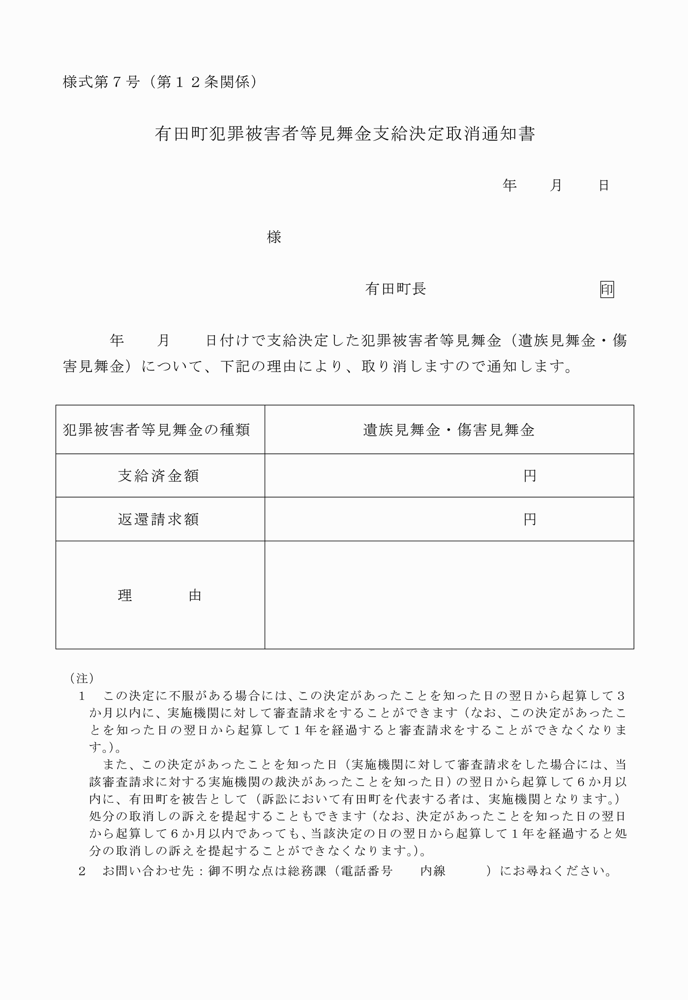 様式第７号（第１２条関係）
有田町犯罪被害者等見舞金支給決定取消通知書
年　　月　　日
様
有田町長　　　　　　　　　　　印
年　　月　　日付けで支給決定した犯罪被害者等見舞金（遺族見舞金・傷
害見舞金）について、下記の理由により、取り消しますので通知します。
犯罪被害者等見舞金の種類　遺族見舞金・傷害見舞金
支給済金額　円
返還請求額　円
理　　　由
（注）
１　この決定に不服がある場合には、この決定があったことを知った日の翌日から起算して３
か月以内に、実施機関に対して審査請求をすることができます（なお、この決定があったこ
とを知った日の翌日から起算して１年を経過すると審査請求をすることができなくなりま
す。）。
また、この決定があったことを知った日（実施機関に対して審査請求をした場合には、当
該審査請求に対する実施機関の裁決があったことを知った日）の翌日から起算して６か月以
内に、有田町を被告として（訴訟において有田町を代表する者は、実施機関となります。）
処分の取消しの訴えを提起することもできます（なお、決定があったことを知った日の翌日
から起算して６か月以内であっても、当該決定の日の翌日から起算して１年を経過すると処
分の取消しの訴えを提起することができなくなります。）。
２　お問い合わせ先：御不明な点は総務課（電話番号　　内線　　　）にお尋ねください。